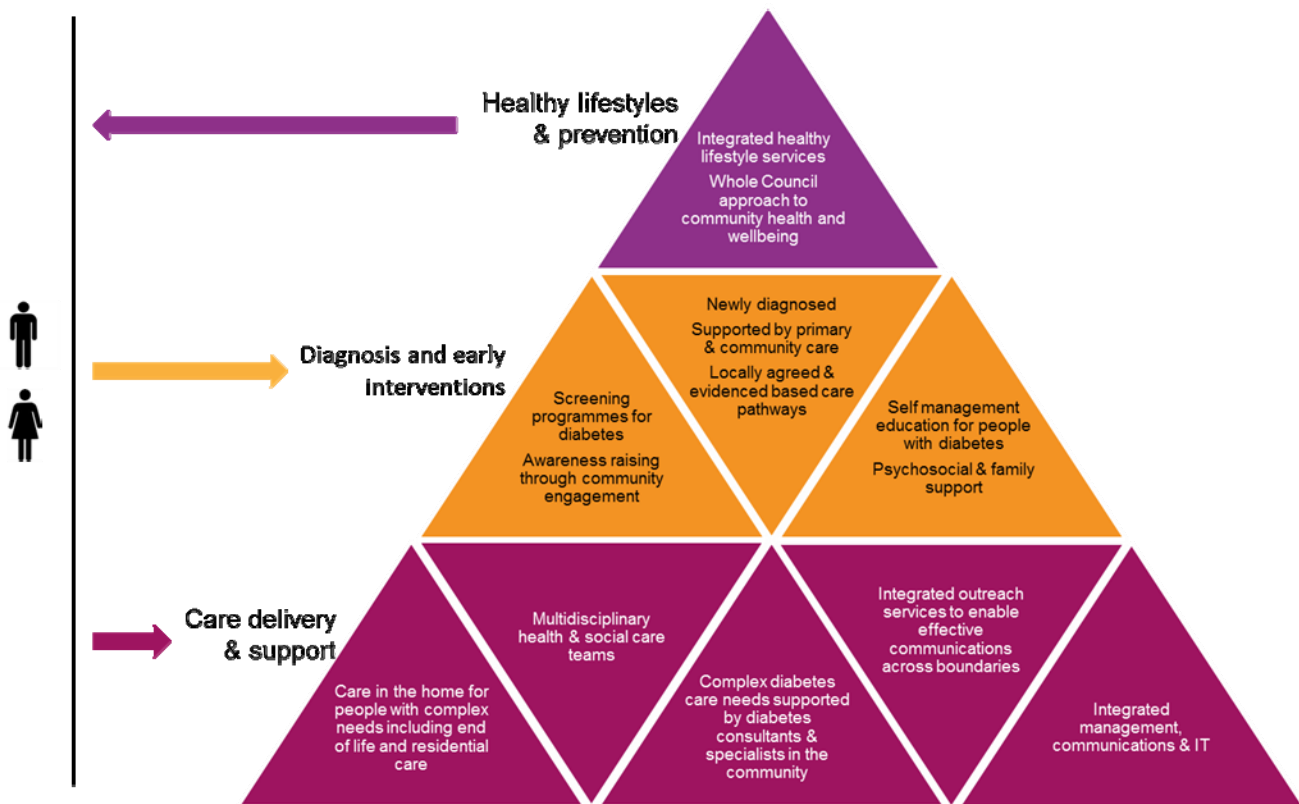 Healthy lifestyles
& prevention
Integrated healthy
lifestyle services
Whole Council
approach to
community health and
wellbeing
Diagnosis and early
interventions
Screening
programmes for
diabetes
Awareness raising
through community
engagement
Newly diagnosed
Supported by primary
& community care
Locally agreed &
evidenced based care
pathways
Self management
education for people
with diabetes
Psychosocial & family
support
Care delivery
& support
Care in the home for
people with complex
needs including end
of life and residential
care
Multidisciplinary
health & social care
teams
Complex diabetes
care needs supported
by diabetes
consultants &
specialists in the
community
Integrated outreach
services to enable
effective
communications
across boundaries
Integrated
management,
communications & IT